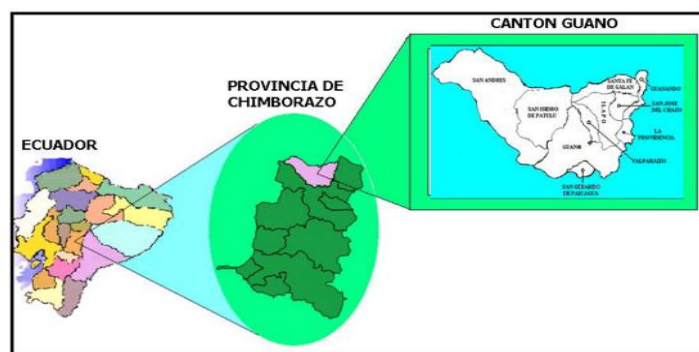 CANTON GUANO
PROVINCIA DE
CHIMBORAZO
ECUADOR
SAN ANDRES
SANTA FE
DE GALAN
GUANANDO
SAN ISIDRO
DE PATULU
ILAPO
SAN JOSE
DEL CHAZO
LA
PROVIDENCIA
GUANO
VALPARAISO
SAN GERARDO
DE PAICAGUA